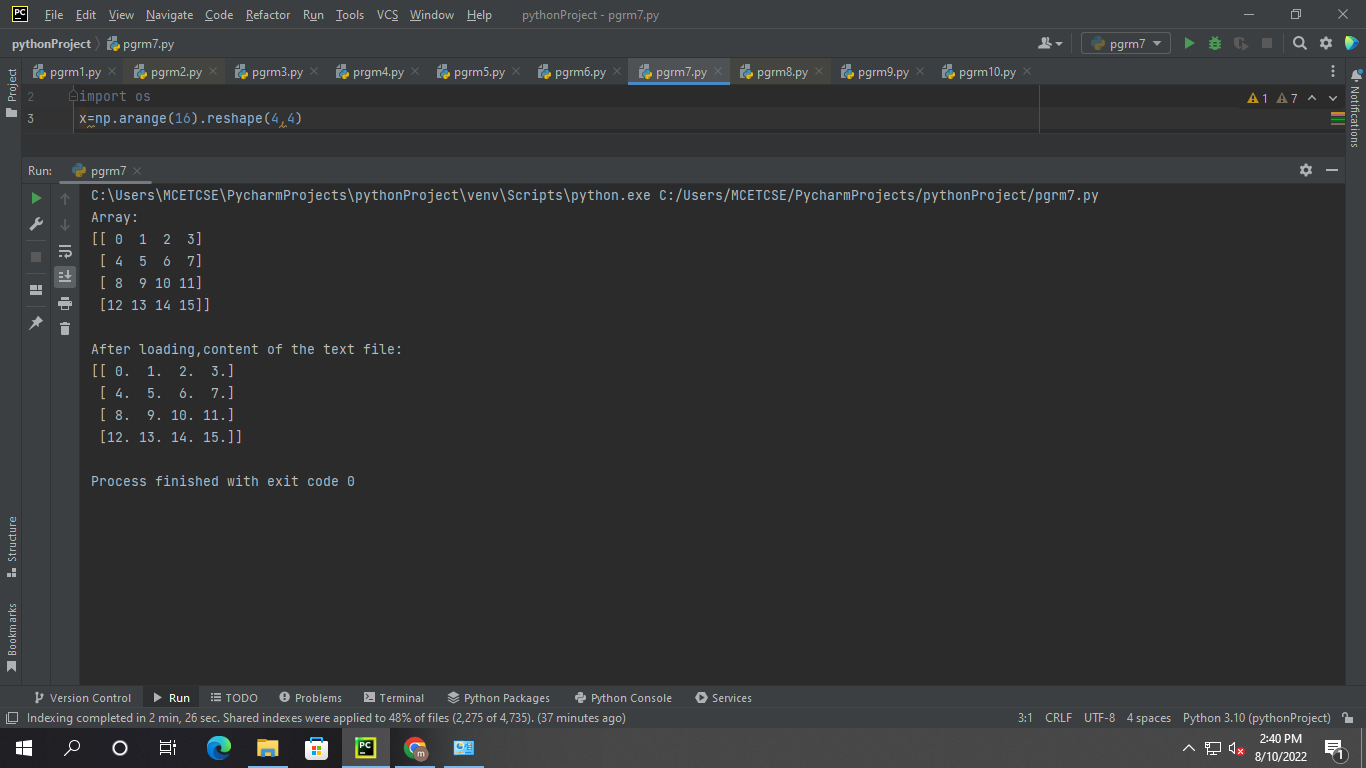 PC File Edit View Navigate Code Refactor Run Tools VCS Window Help pythonProject - pgrm7.py
pythonProject pgrm7.py pgrm7
pgrm1.py pgrm2.py pgrm3.py prgm4.py pgrm5.py pgrm6.py pgrm7.py pgrm8.py pgrm9.py pgrm10.py
Project
Notifications
2 import os 1 7
3 x=np.arange(16).reshape(4,4)
Run: pgrm7
C:\Users\MCETCSE\PycharmProjects\pythonProject\venv\Scripts\python.exe C:/Users/MCETCSE/PycharmProjects/pythonProject/pgrm7.py
Array:
[[ 0  1  2  3]
 [ 4  5  6  7]
 [ 8  9 10 11]
 [12 13 14 15]]
After loading,content of the text file:
[[ 0.  1.  2.  3.]
 [ 4.  5.  6.  7.]
 [ 8.  9. 10. 11.]
 [12. 13. 14. 15.]]
Process finished with exit code 0
Structure
Bookmarks
Version Control Run TODO Problems Terminal Python Packages Python Console Services
Indexing completed in 2 min, 26 sec. Shared indexes were applied to 48% of files (2,275 of 4,735). (37 minutes ago) 3:1 CRLF UTF-8 4 spaces Python 3.10 (pythonProject)
PC m 2:40 PM
8/10/2022 1